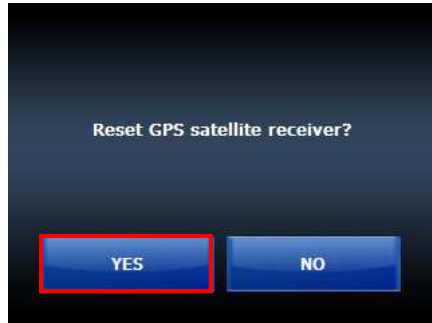 Reset GPS satellite receiver?
YES NO